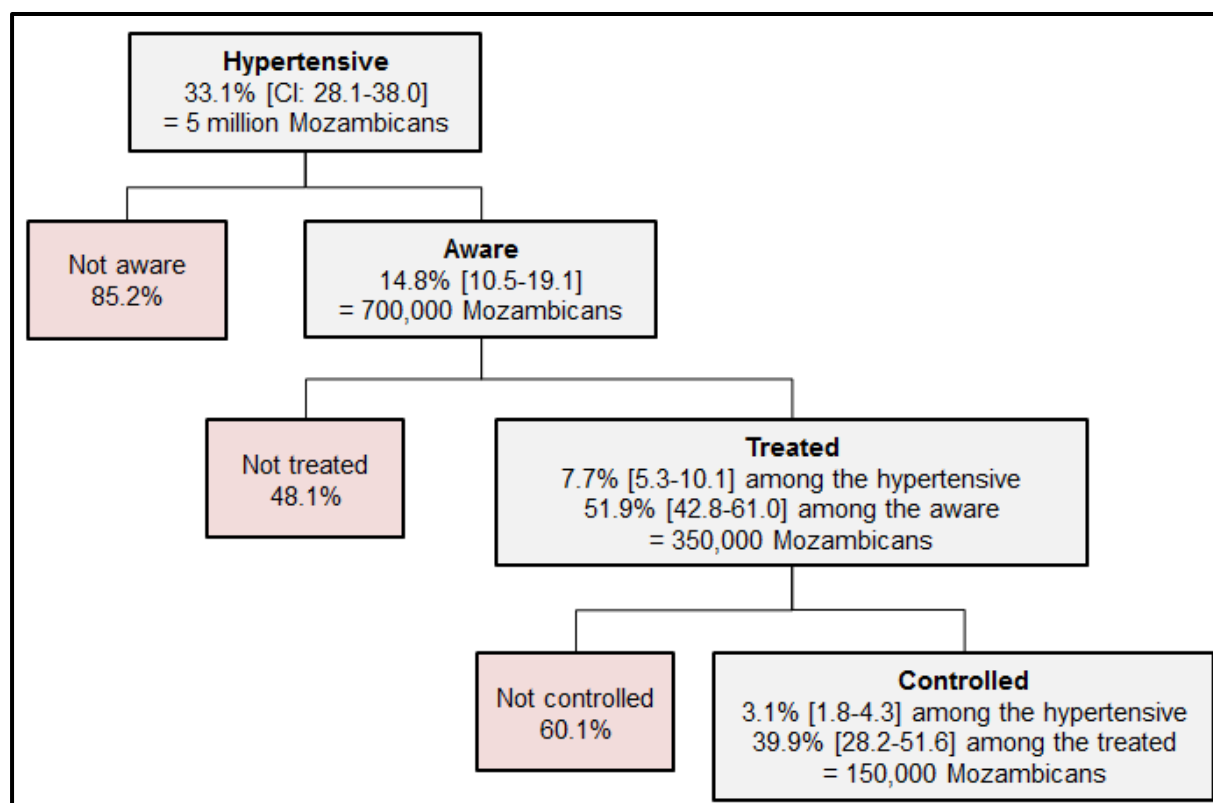 Hypertensive
33.1% [CI: 28.1-38.0]
= 5 million Mozambicans
Not aware
85.2%
Aware
14.8% [10.5-19.1]
= 700,000 Mozambicans
Not treated
48.1%
Treated
7.7% [5.3-10.1] among the hypertensive
51.9% [42.8-61.0] among the aware
= 350,000 Mozambicans
Not controlled
60.1%
Controlled
3.1% [1.8-4.3] among the hypertensive
39.9% [28.2-51.6] among the treated
= 150,000 Mozambicans